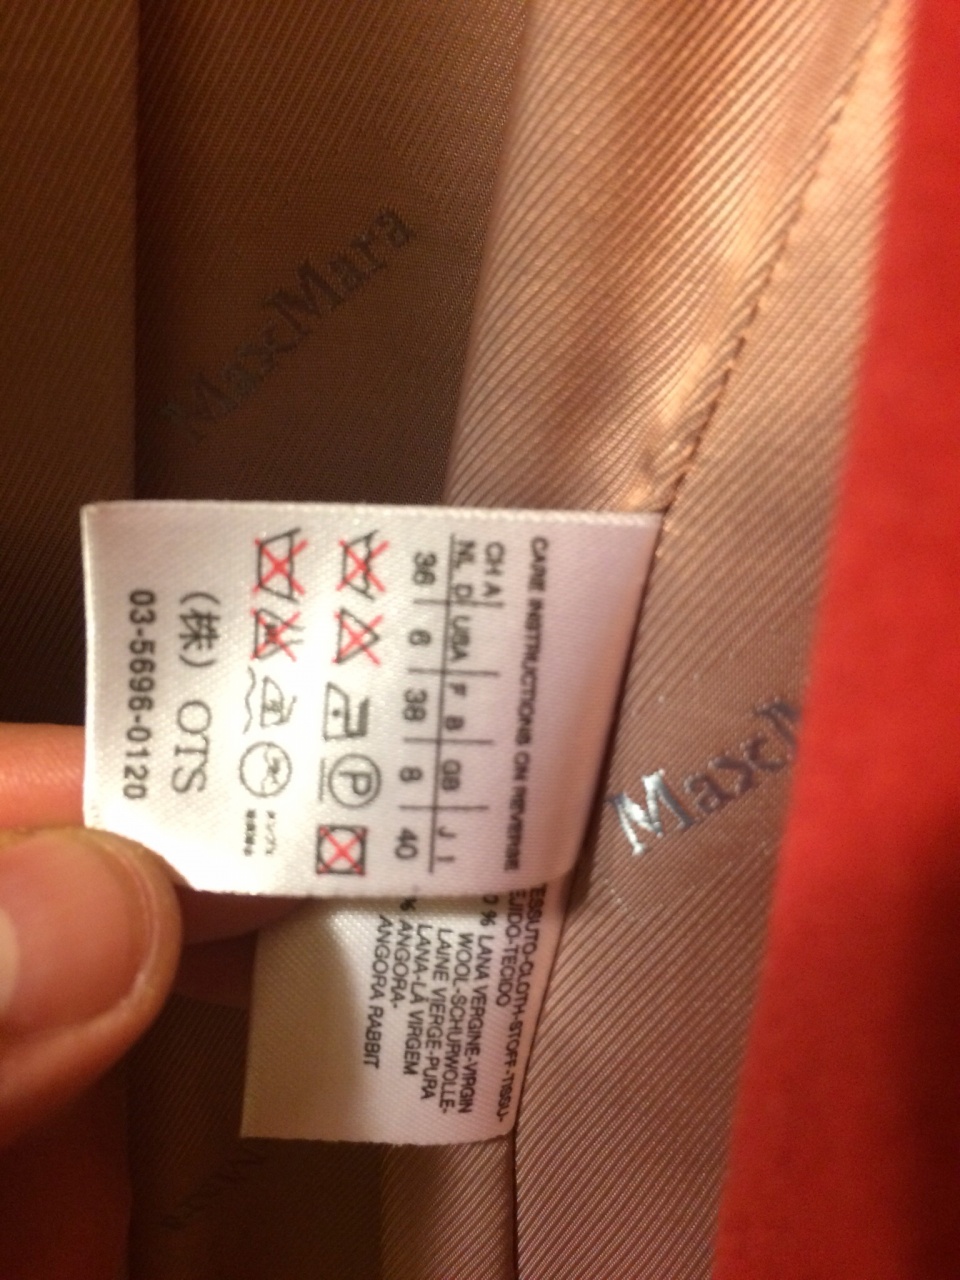 MaxMara
CARE INSTRUCTIONS ON REVERSE
CH A
NL D USA F B GB J I
36 6 38 8 40
P
(株) OTS
03-5696-0120
TESSUTO-CLOTH-STOFF-TISSU-
TEJIDO-TECIDO
0 % LANA VERGINE-VIRGIN
WOOL-SCHURWOLLE-
LAINE VIERGE-PURA
LANA-LÃ VIRGEM
% ANGORA-
ANGORA RABBIT
MaxM